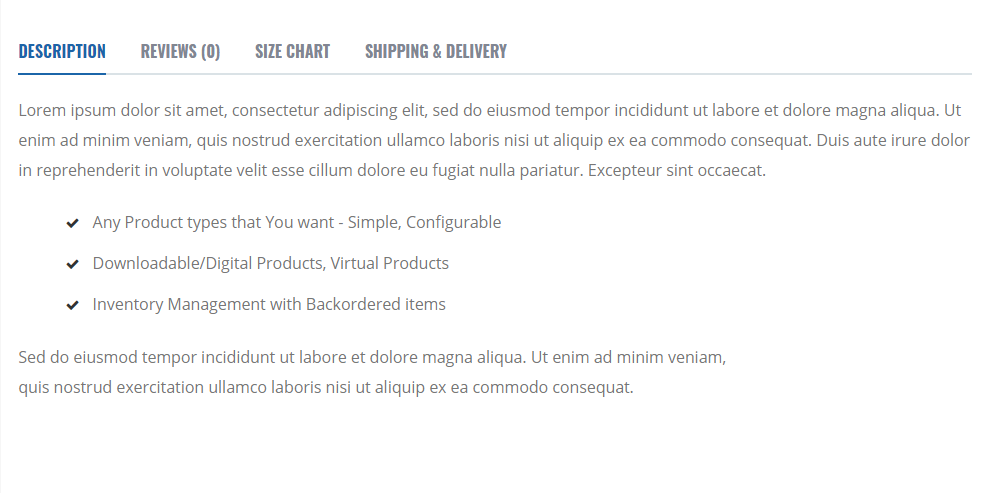 DESCRIPTION REVIEWS (0) SIZE CHART SHIPPING & DELIVERY
Lorem ipsum dolor sit amet, consectetur adipiscing elit, sed do eiusmod tempor incididunt ut labore et dolore magna aliqua. Ut
enim ad minim veniam, quis nostrud exercitation ullamco laboris nisi ut aliquip ex ea commodo consequat. Duis aute irure dolor
in reprehenderit in voluptate velit esse cillum dolore eu fugiat nulla pariatur. Excepteur sint occaecat.
Any Product types that You want - Simple, Configurable
Downloadable/Digital Products, Virtual Products
Inventory Management with Backordered items
Sed do eiusmod tempor incididunt ut labore et dolore magna aliqua. Ut enim ad minim veniam,
quis nostrud exercitation ullamco laboris nisi ut aliquip ex ea commodo consequat.